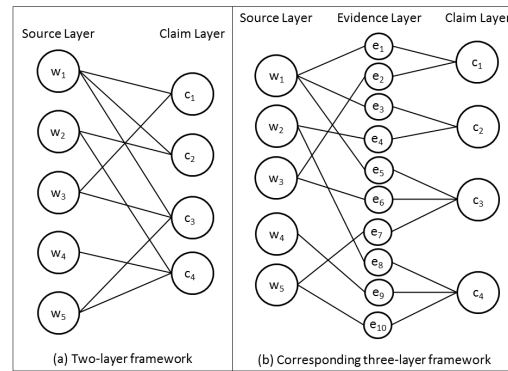 Source Layer
Claim Layer
w1
w2
w3
w4
w5
c1
c2
c3
c4
(a) Two-layer framework
Source Layer
Evidence Layer
Claim Layer
w1
w2
w3
w4
w5
e1
e2
e3
e4
e5
e6
e7
e8
e9
e10
c1
c2
c3
c4
(b) Corresponding three-layer framework